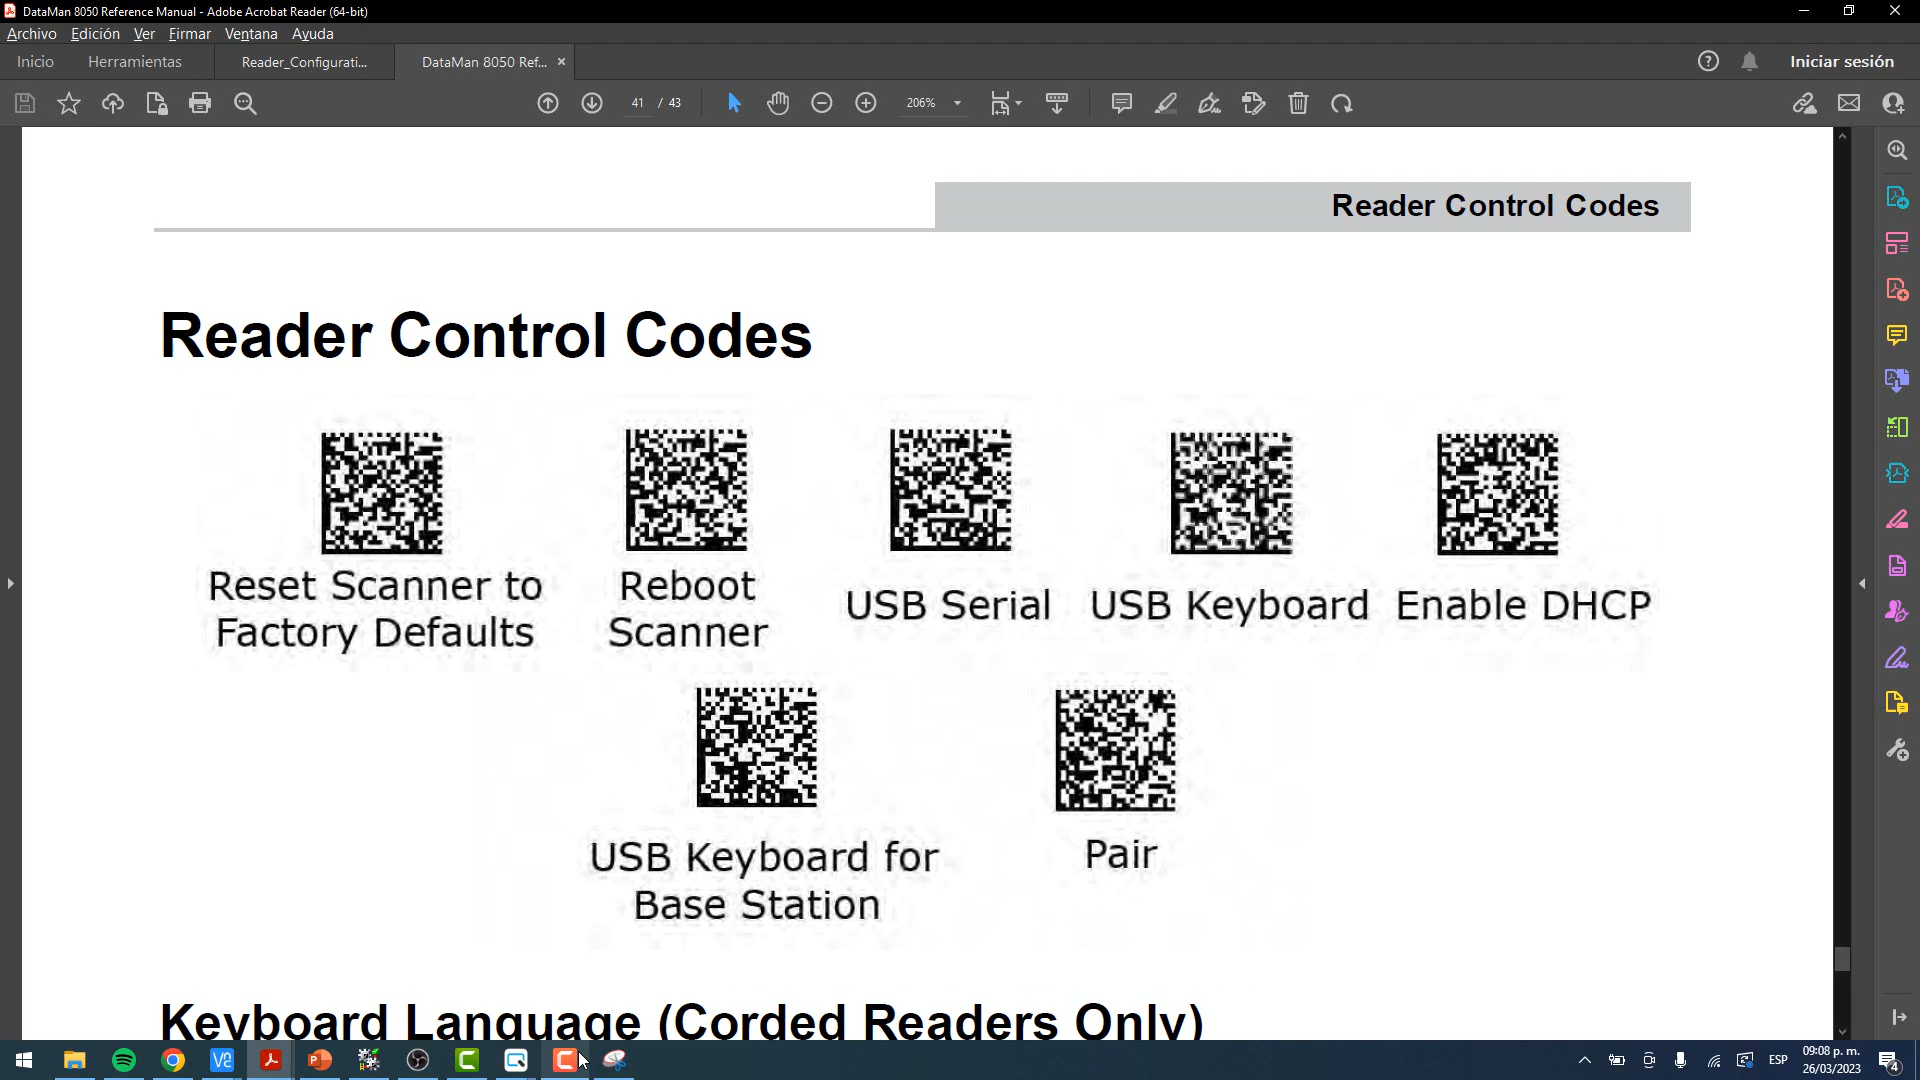 DataMan 8050 Reference Manual - Adobe Acrobat Reader (64-bit)
Archivo Edición Ver Firmar Ventana Ayuda
Inicio Herramientas Reader_Configurati... DataMan 8050 Ref... × Iniciar sesión
41 / 43 206%
Reader Control Codes
Reader Control Codes
Reset Scanner to
Factory Defaults
Reboot
Scanner
USB Serial
USB Keyboard
Enable DHCP
USB Keyboard for
Base Station
Pair
Keyboard Language (Corded Readers Only)
ESP
09:08 p. m.
26/03/2023
4